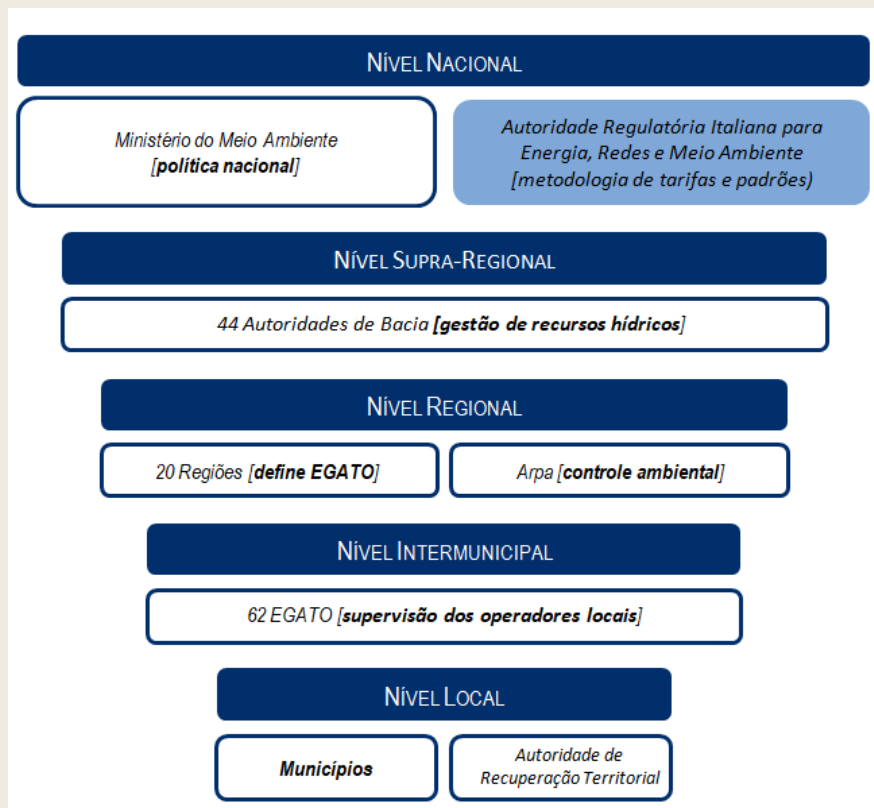 NÍVEL NACIONAL
Ministério do Meio Ambiente
[política nacional]
Autoridade Regulatória Italiana para
Energia, Redes e Meio Ambiente
[metodologia de tarifas e padrões)
NÍVEL SUPRA-REGIONAL
44 Autoridades de Bacia [gestão de recursos hídricos]
NÍVEL REGIONAL
20 Regiões [define EGATO]
Arpa [controle ambiental]
NÍVEL INTERMUNICIPAL
62 EGATO [supervisão dos operadores locais]
NÍVEL LOCAL
Municípios
Autoridade de
Recuperação Territorial